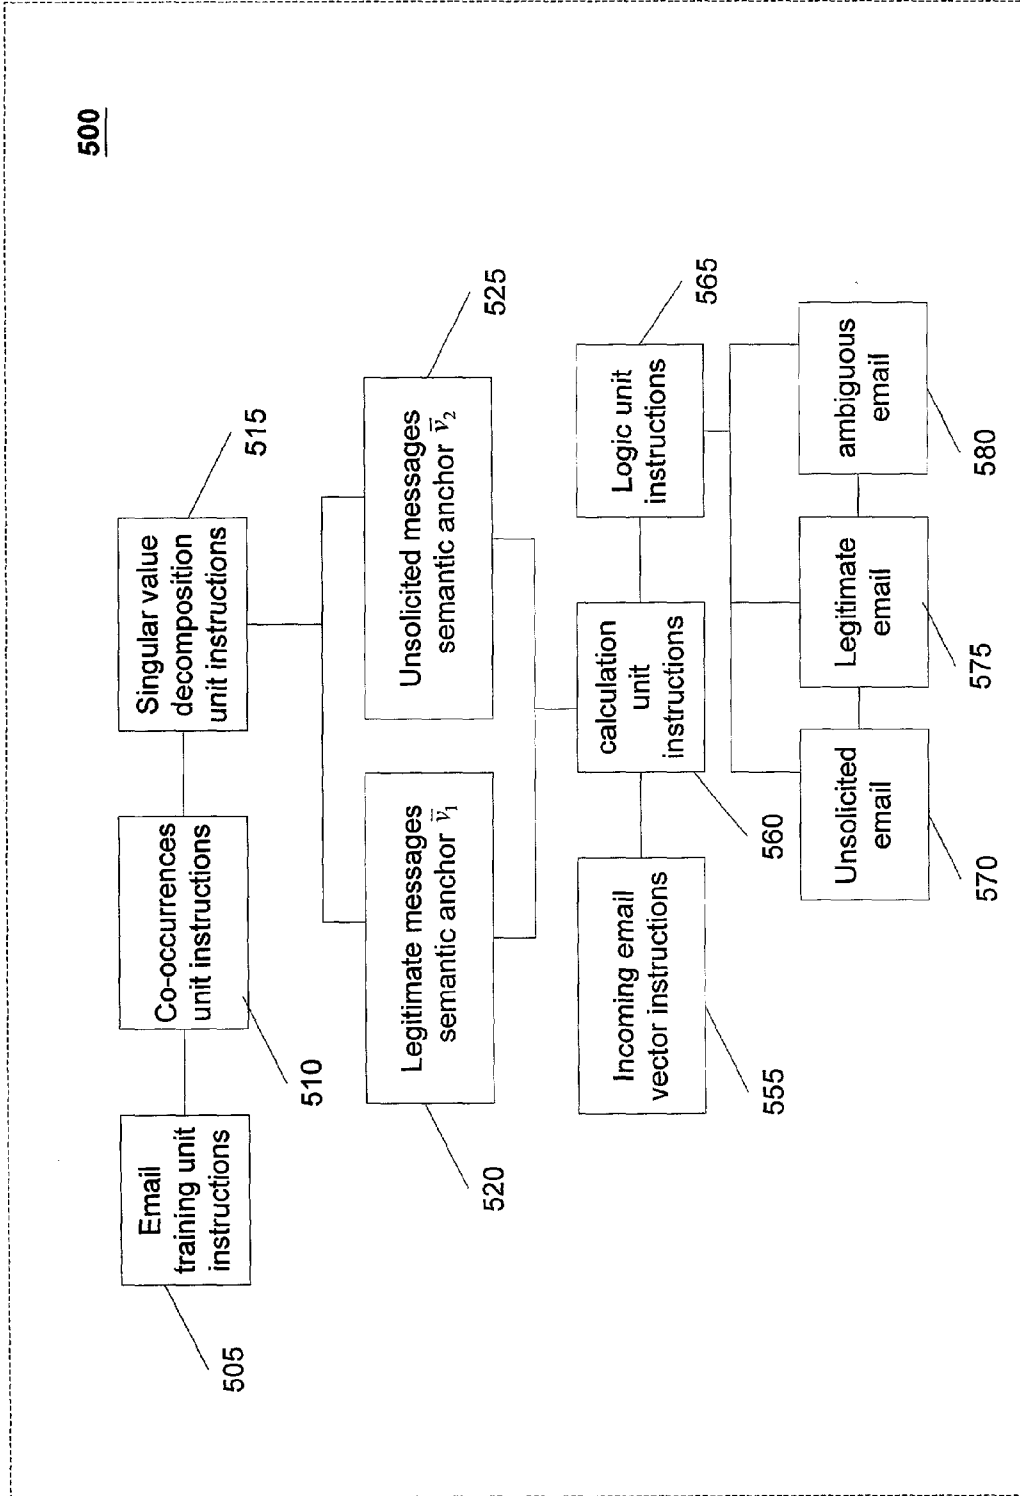 500
Email
training unit
instructions
505
Co-occurrences
unit instructions
510
Singular value
decomposition
unit instructions
515
Legitimate messages
semantic anchor v̄₁
520
Unsolicited messages
semantic anchor v̄₂
525
Incoming email
vector instructions
555
calculation
unit
instructions
560
Logic unit
instructions
565
Unsolicited
email
570
Legitimate
email
575
ambiguous
email
580